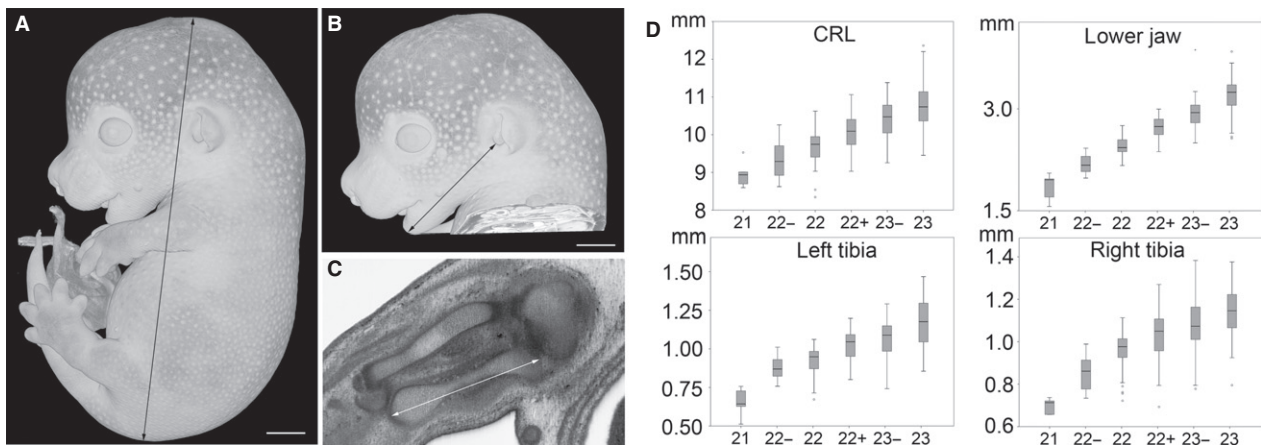 A
B
C
D
mm
CRL
12
11
10
9
8
21 22− 22 22+ 23− 23
mm
Lower jaw
3.0
1.5
21 22− 22 22+ 23− 23
mm
Left tibia
1.50
1.25
1.00
0.75
0.50
21 22− 22 22+ 23− 23
mm
Right tibia
1.4
1.2
1.0
0.8
0.6
21 22− 22 22+ 23− 23